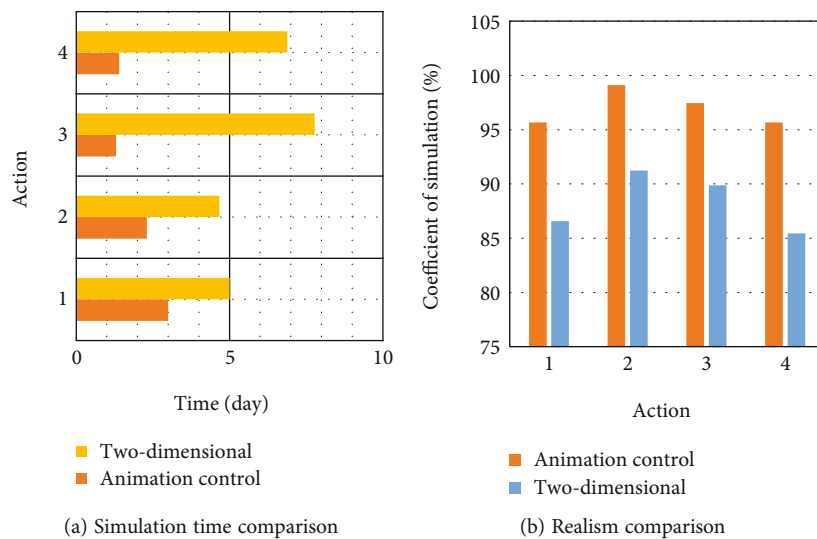 4
3
2
1
Action
0
5
10
Time (day)
Two-dimensional
Animation control
(a) Simulation time comparison
105
100
95
90
85
80
75
Coefficient of simulation (%)
1
2
3
4
Action
Animation control
Two-dimensional
(b) Realism comparison